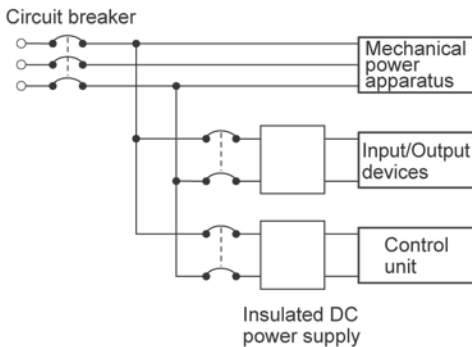 Circuit breaker
Mechanical
power
apparatus
Input/Output
devices
Control
unit
Insulated DC
power supply